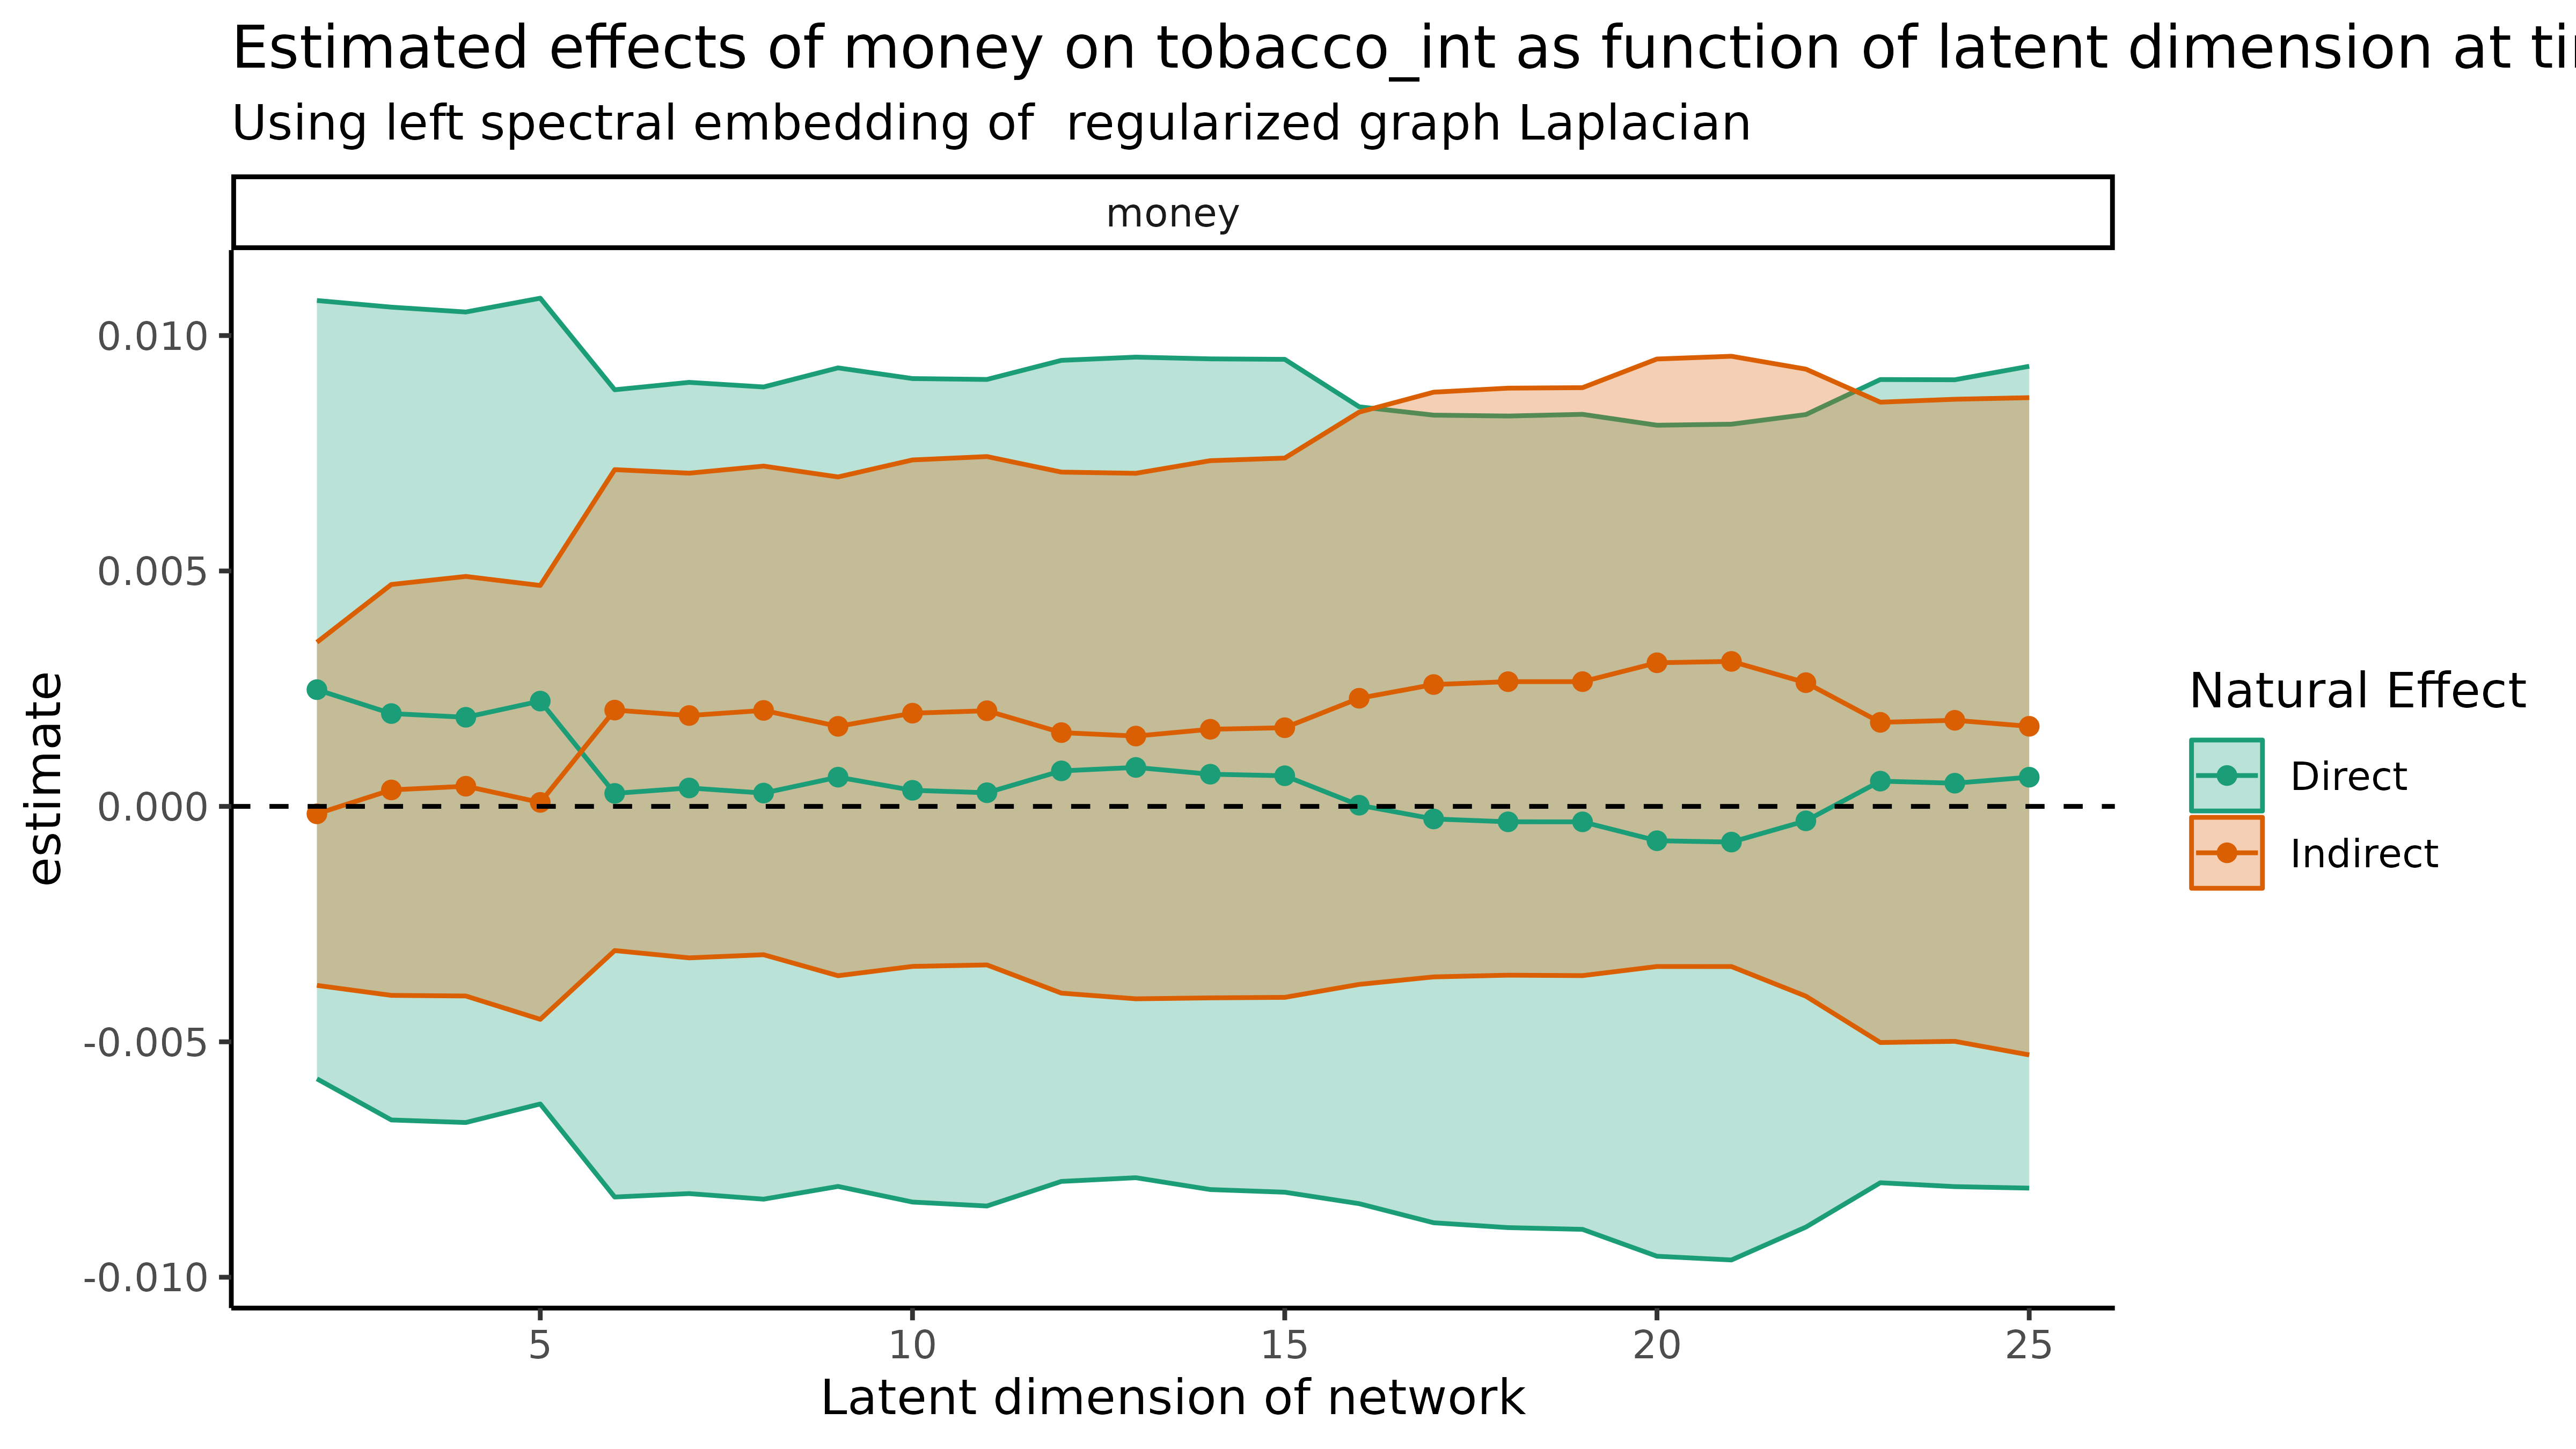 Estimated effects of money on tobacco_int as function of latent dimension at
Using left spectral embedding of  regularized graph Laplacian
money
0.010
0.005
0.000
-0.005
-0.010
estimate
5 10 15 20 25
Latent dimension of network
Natural Effect
Direct
Indirect